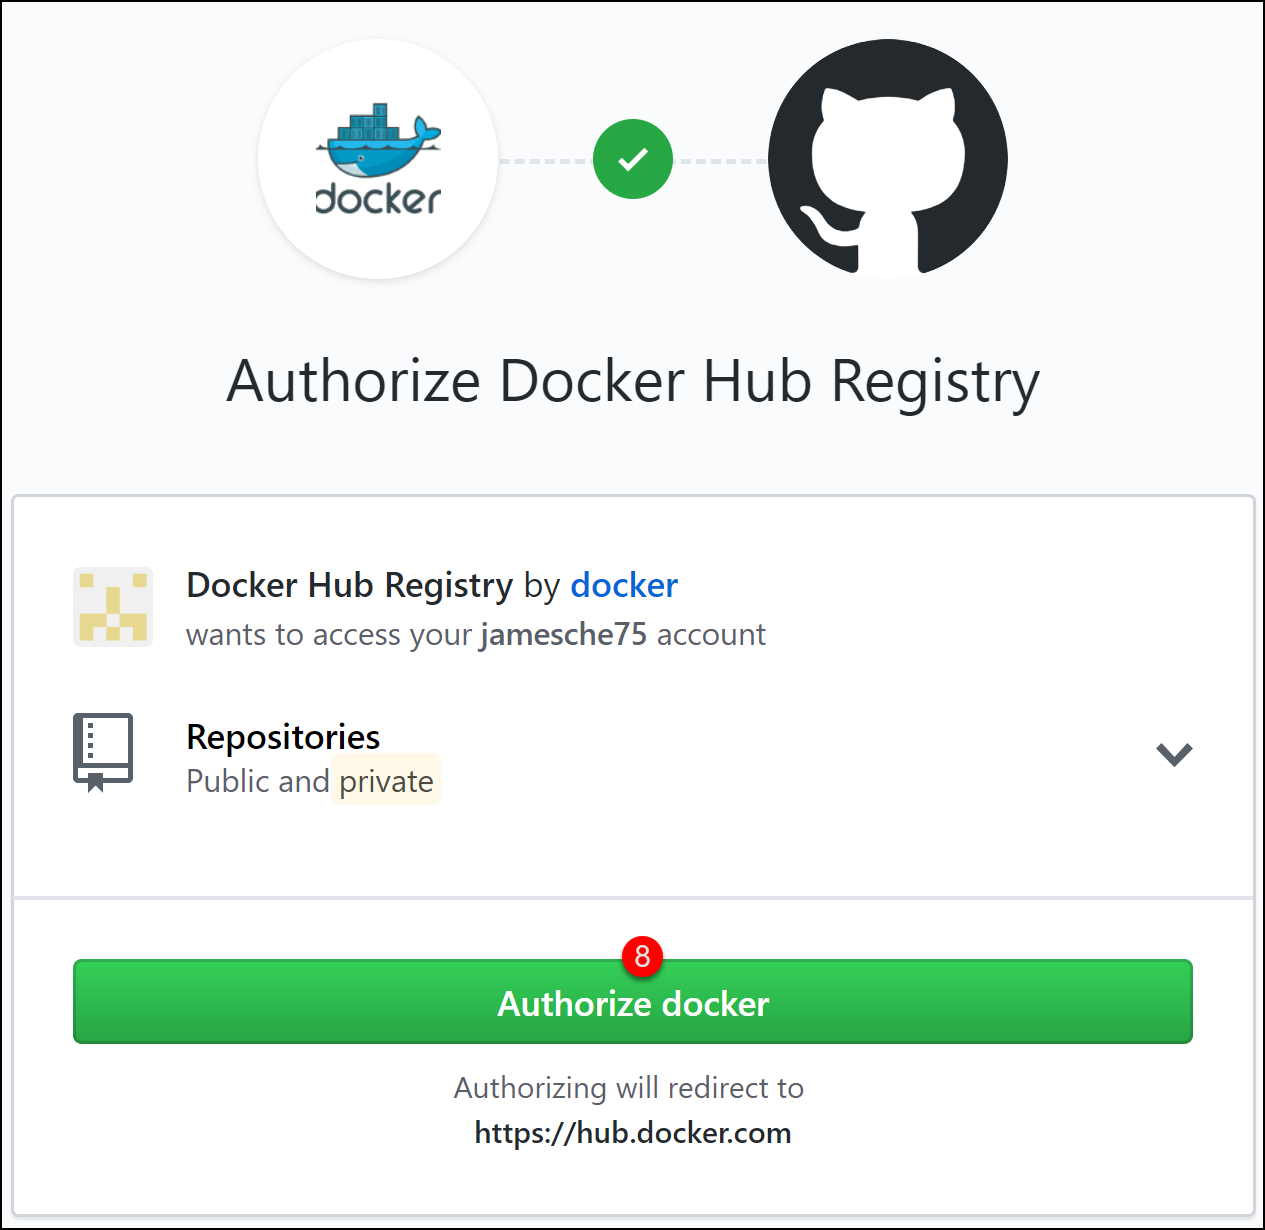 docker
Authorize Docker Hub Registry
Docker Hub Registry by docker
wants to access your jamesche75 account
Repositories
Public and private
8
Authorize docker
Authorizing will redirect to
https://hub.docker.com